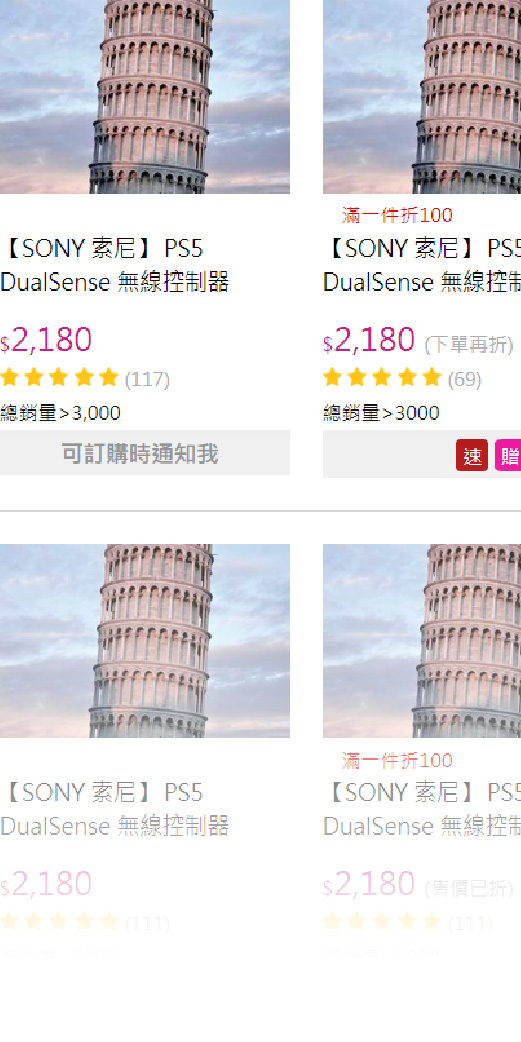 【SONY 索尼】PS5
DualSense 無線控制器
$2,180
(117)
總銷量>3,000
可訂購時通知我
滿一件折100
【SONY 索尼】PS5
DualSense 無線控制
$2,180 (下單再折)
(69)
總銷量>3000
速 贈
【SONY 索尼】PS5
DualSense 無線控制器
$2,180
(111)
滿一件折100
【SONY 索尼】PS5
DualSense 無線控制
$2,180 (售價已折)
(111)